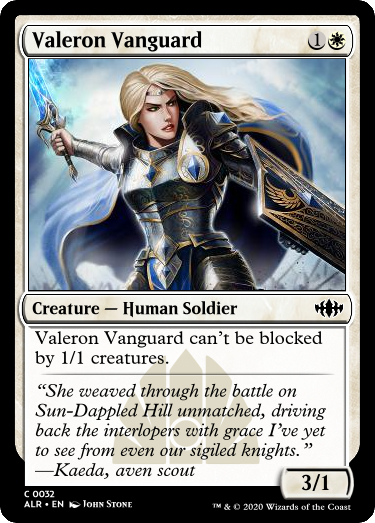 Valeron Vanguard 1
Creature — Human Soldier
Valeron Vanguard can't be blocked
by 1/1 creatures.
“She weaved through the battle on
Sun-Dappled Hill unmatched, driving
back the interlopers with grace I've yet
to see from even our sigiled knights.”
—Kaeda, aven scout
3/1
C 0032
ALR • EN John Stone
™ & © 2020 Wizards of the Coast